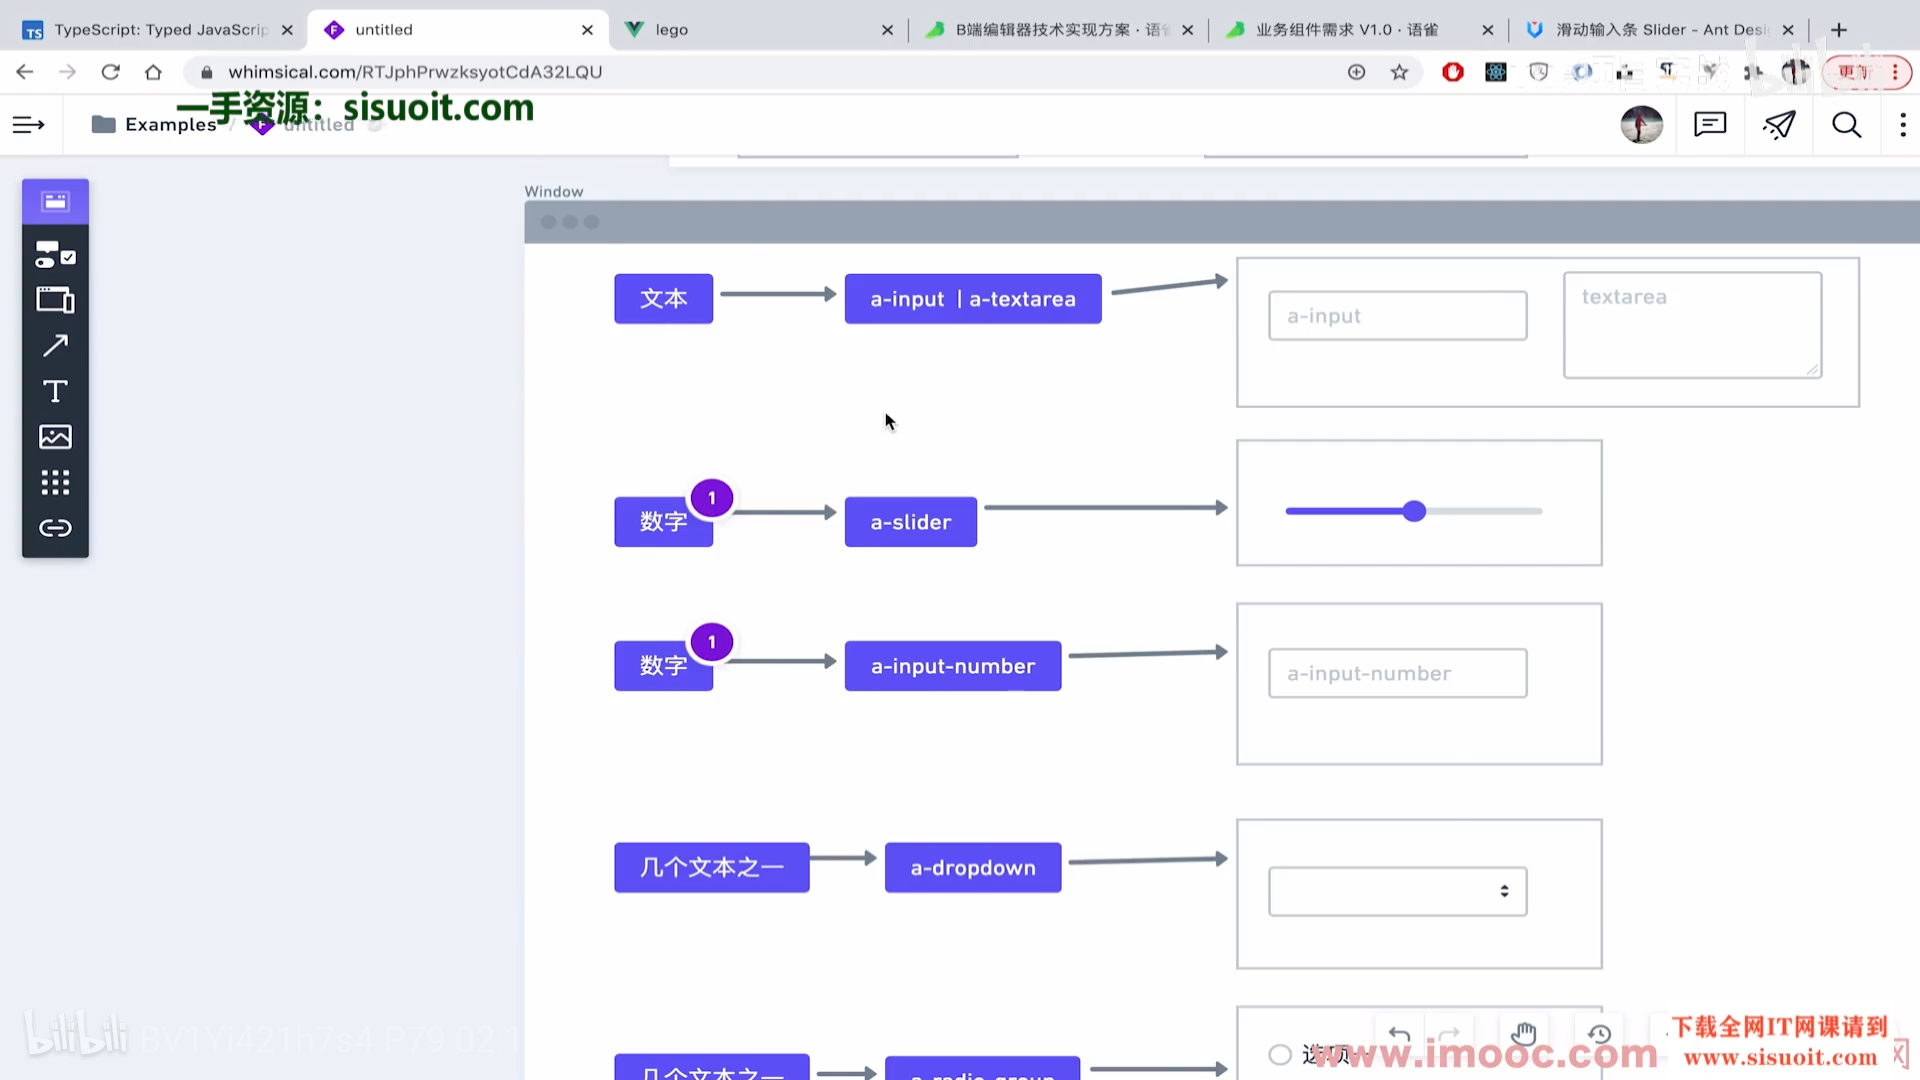 TypeScript: Typed JavaScrip
untitled
lego
B端编辑器技术实现方案 · 语雀
业务组件需求 V1.0 · 语雀
滑动输入条 Slider - Ant Desi
whimsical.com/RTJphPrwzksyotCdA32LQU
更新
一手资源：sisuoit.com
Examples / untitled
Window
文本
a-input | a-textarea
a-input
textarea
数字
1
a-slider
数字
1
a-input-number
a-input-number
几个文本之一
a-dropdown
几个文本之一
a-radio-group
选项
bilibili BV1Yi421h7s4 P79 02:1
www.imooc.com
下载全网IT网课请到
www.sisuoit.com